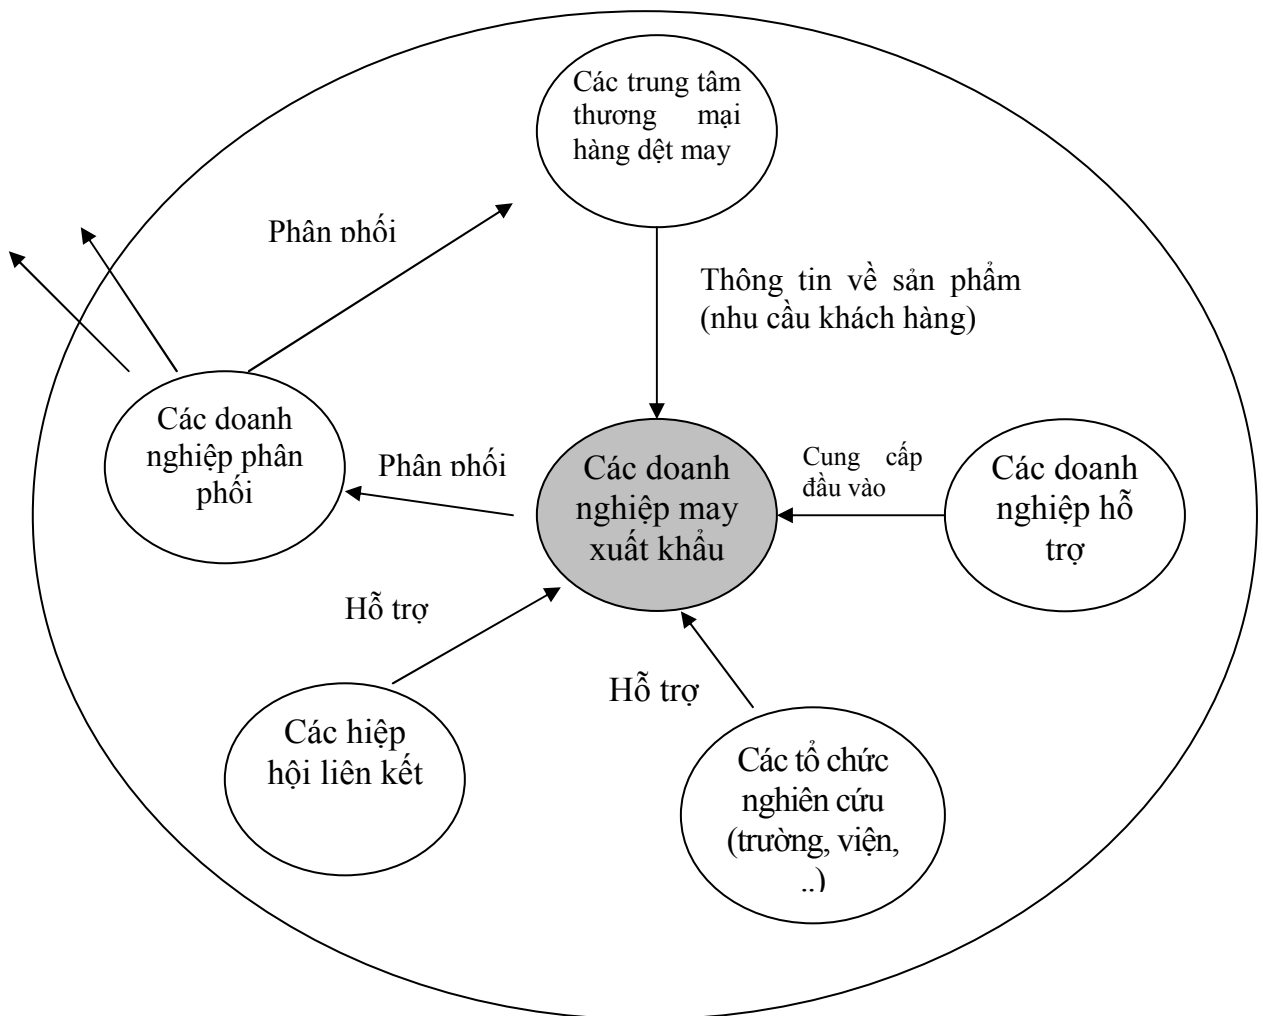 Các trung tâm
thương mại
hàng dệt may
Phân phối
Thông tin về sản phẩm
(nhu cầu khách hàng)
Các doanh
nghiệp phân
phối
Phân phối
Các doanh
nghiệp may
xuất khẩu
Cung cấp
đầu vào
Các doanh
nghiệp hỗ
trợ
Hỗ trợ
Hỗ trợ
Các hiệp
hội liên kết
Các tổ chức
nghiên cứu
(trường, viện,
..)